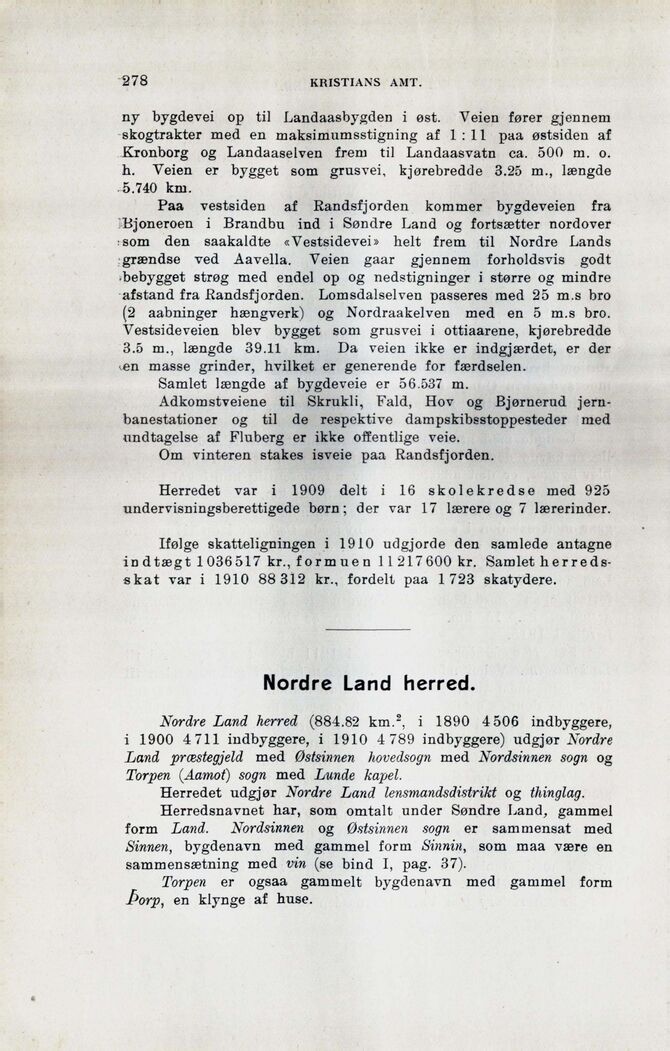 278
KRISTIANS AMT.
ny bygdevei op til Landaasbygden i øst. Veien fører gjennem
skogtrakter med en maksimumsstigning af 1 : 11 paa østsiden af
Kronborg og Landaaselven frem til Landaasvatn ca. 500 m. o.
h. Veien er bygget som grusvei, kjørebredde 3.25 m., længde
5.740 km.
Paa vestsiden af Randsfjorden kommer bygdeveien fra
Bjoneroen i Brandbu ind i Søndre Land og fortsætter nordover
som den saakaldte «Vestsidevei» helt frem til Nordre Lands
grændse ved Aavella. Veien gaar gjennem forholdsvis godt
bebygget strøg med endel op og nedstigninger i større og mindre
afstand fra Randsfjorden. Lomsdalselven passeres med 25 m.s bro
(2 aabninger hængverk) og Nordraakelven med en 5 m.s bro.
Vestsideveien blev bygget som grusvei i ottiaarene, kjørebredde
3.5 m., længde 39.11 km. Da veien ikke er indgjærdet, er der
en masse grinder, hvilket er generende for færdselen.
Samlet længde af bygdeveie er 56.537 m.
Adkomstveiene til Skrukli, Fald, Hov og Bjørnerud jern-
banestationer og til de respektive dampskibsstoppesteder med
undtagelse af Fluberg er ikke offentlige veie.
Om vinteren stakes isveie paa Randsfjorden.
Herredet var i 1909 delt i 16 skolekredse med 925
undervisningsberettigede børn; der var 17 lærere og 7 lærerinder.
Ifølge skatteligningen i 1910 udgjorde den samlede antagne
indtægt 1 036 517 kr., formuen 11 217 600 kr. Samlet herreds-
skat var i 1910 88 312 kr., fordelt paa 1 723 skatydere.
Nordre Land herred.
Nordre Land herred (884.82 km.², i 1890 4 506 indbyggere,
i 1900 4 711 indbyggere, i 1910 4 789 indbyggere) udgjør Nordre
Land præstegjeld med Østsinnen hovedsogn med Nordsinnen sogn og
Torpen (Aamot) sogn med Lunde kapel.
Herredet udgjør Nordre Land lensmandsdistrikt og thinglag.
Herredsnavnet har, som omtalt under Søndre Land, gammel
form Land. Nordsinnen og Østsinnen sogn er sammensat med
Sinnen, bygdenavn med gammel form Sinnin, som maa være en
sammensætning med vin (se bind I, pag. 37).
Torpen er ogsaa gammelt bygdenavn med gammel form
Þorp, en klynge af huse.